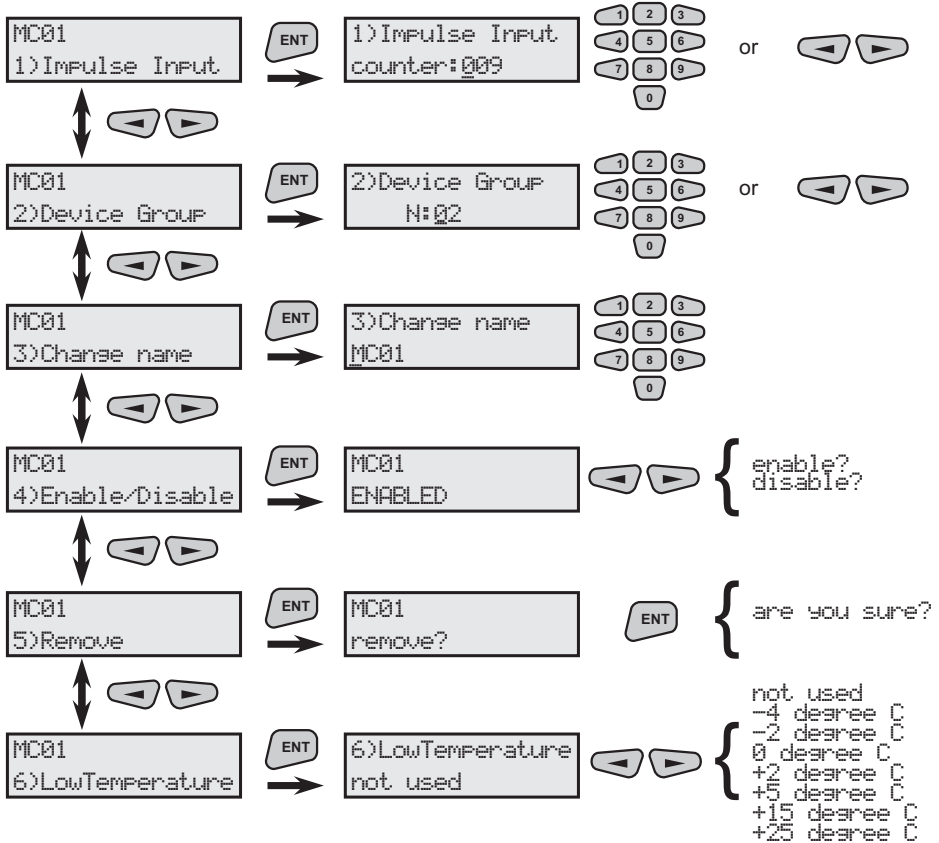 MC01
1)Impulse Input
ENT
1)Impulse Input
counter:009
1 2 3
4 5 6
7 8 9
0
or
MC01
2)Device Group
ENT
2)Device Group
N:02
1 2 3
4 5 6
7 8 9
0
or
MC01
3)Change name
ENT
3)Change name
MC01
1 2 3
4 5 6
7 8 9
0
MC01
4)Enable/Disable
ENT
MC01
ENABLED
enable?
disable?
MC01
5)Remove
ENT
MC01
remove?
ENT
are you sure?
MC01
6)LowTemperature
ENT
6)LowTemperature
not used
not used
-4 degree C
-2 degree C
0 degree C
+2 degree C
+5 degree C
+15 degree C
+25 degree C